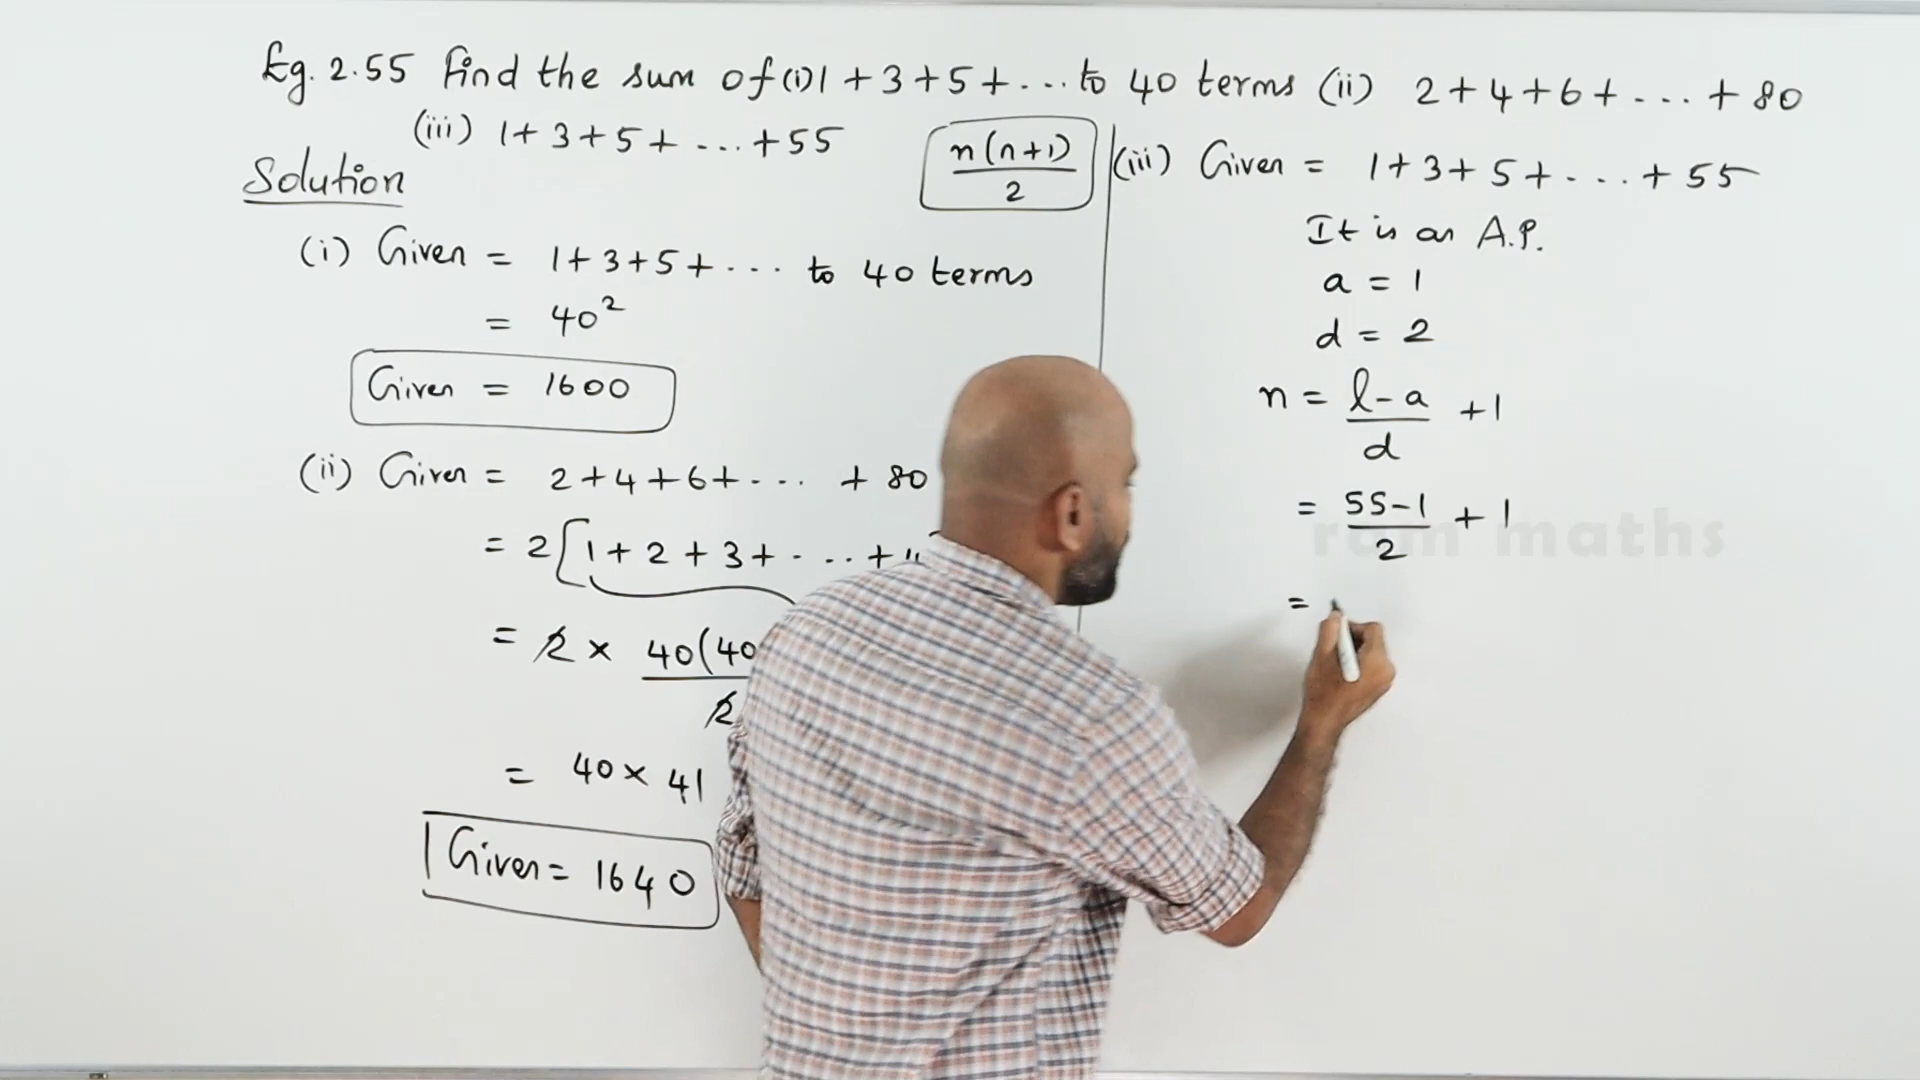 Eg. 2.55 Find the sum of (i) 1 + 3 + 5 + ... to 40 terms (ii) 2 + 4 + 6 + ... + 80
(iii) 1 + 3 + 5 + ... + 55
Solution
n(n+1)
2
(i) Given = 1 + 3 + 5 + ... to 40 terms
= 40²
Given = 1600
(ii) Given = 2 + 4 + 6 + ... + 80
= 2[1 + 2 + 3 + ... +
= 2 × 40(40
2
= 40 × 41
Given = 1640
(iii) Given = 1 + 3 + 5 + ... + 55
It is an A.P.
a = 1
d = 2
n = l - a + 1
d
= 55 - 1 + 1
2
=
ram maths